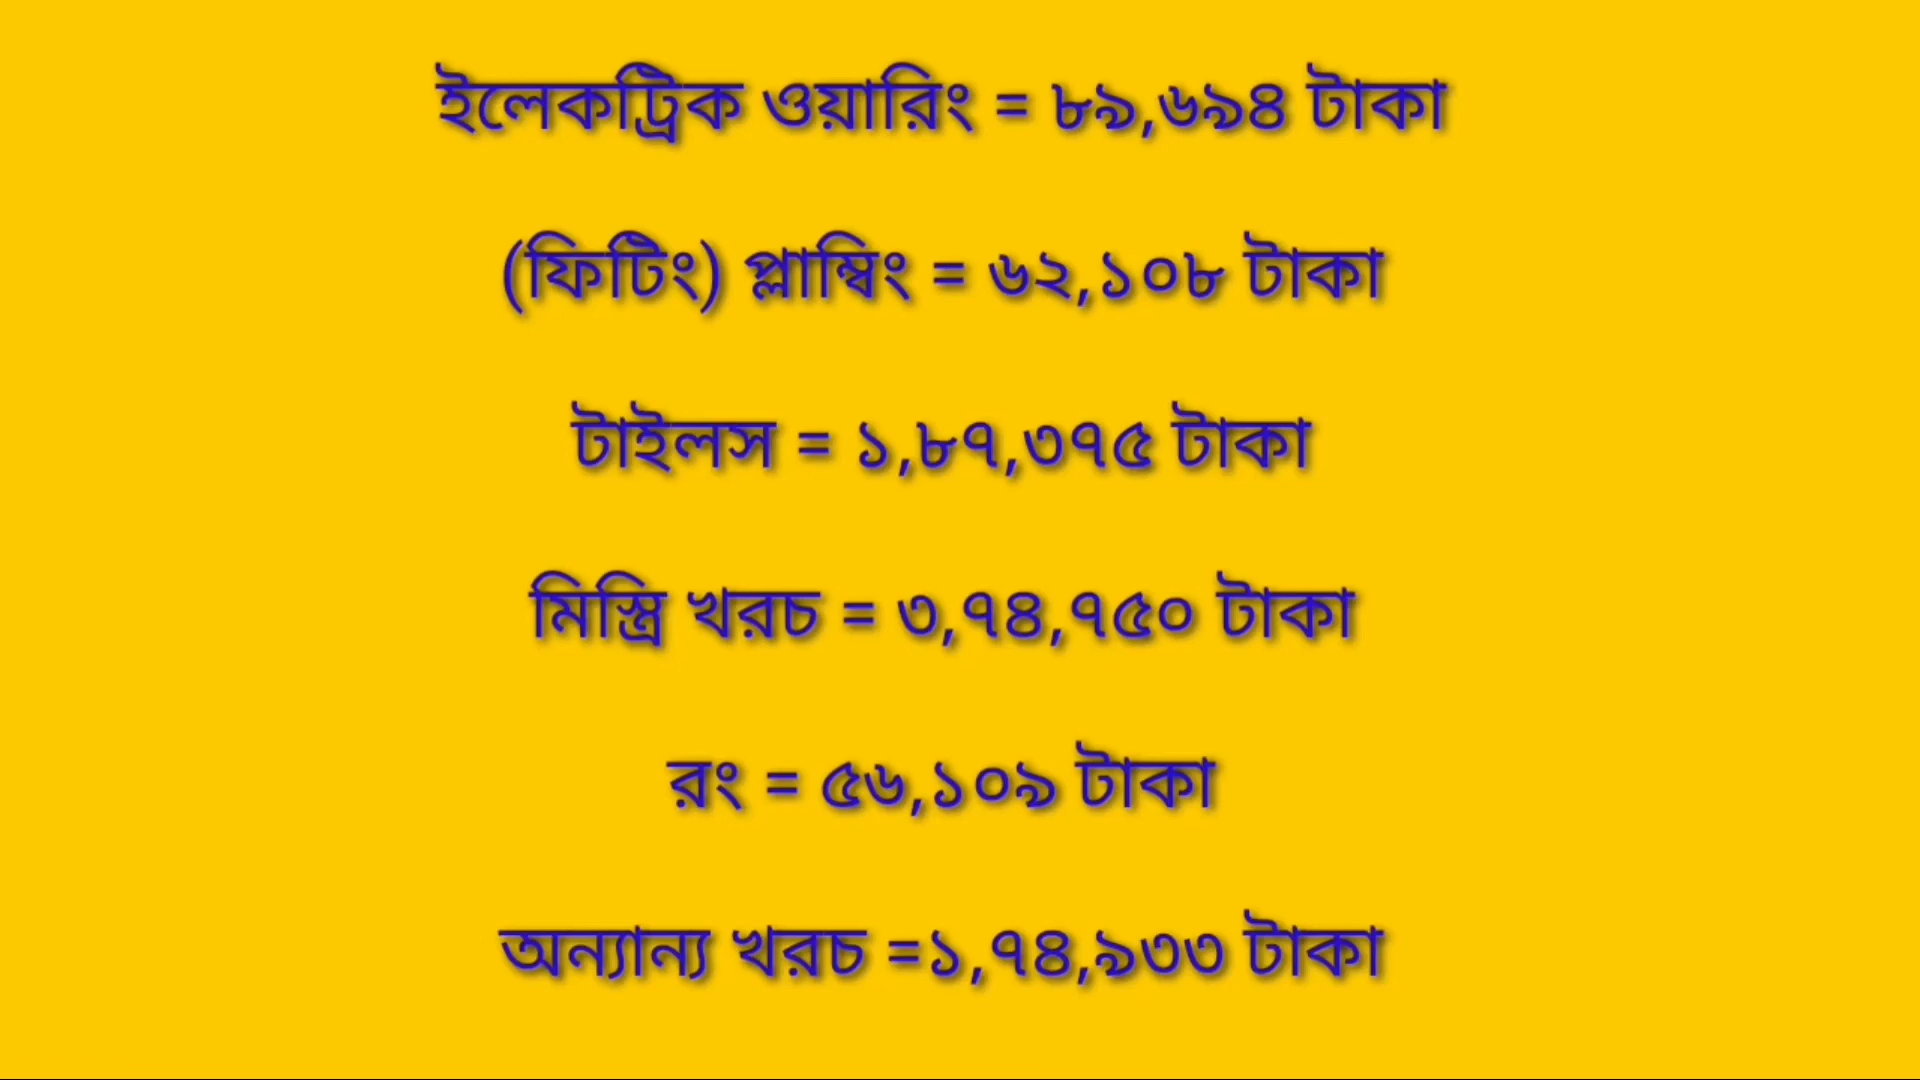 ইলেকট্রিক ওয়ারিং = ৮৯,৬৯৪ টাকা
(ফিটিং) প্লাম্বিং = ৬২,১০৮ টাকা
টাইলস = ১,৮৭,৩৭৫ টাকা
মিস্ত্রি খরচ = ৩,৭৪,৭৫০ টাকা
রং = ৫৬,১০৯ টাকা
অন্যান্য খরচ =১,৭৪,৯৩৩ টাকা